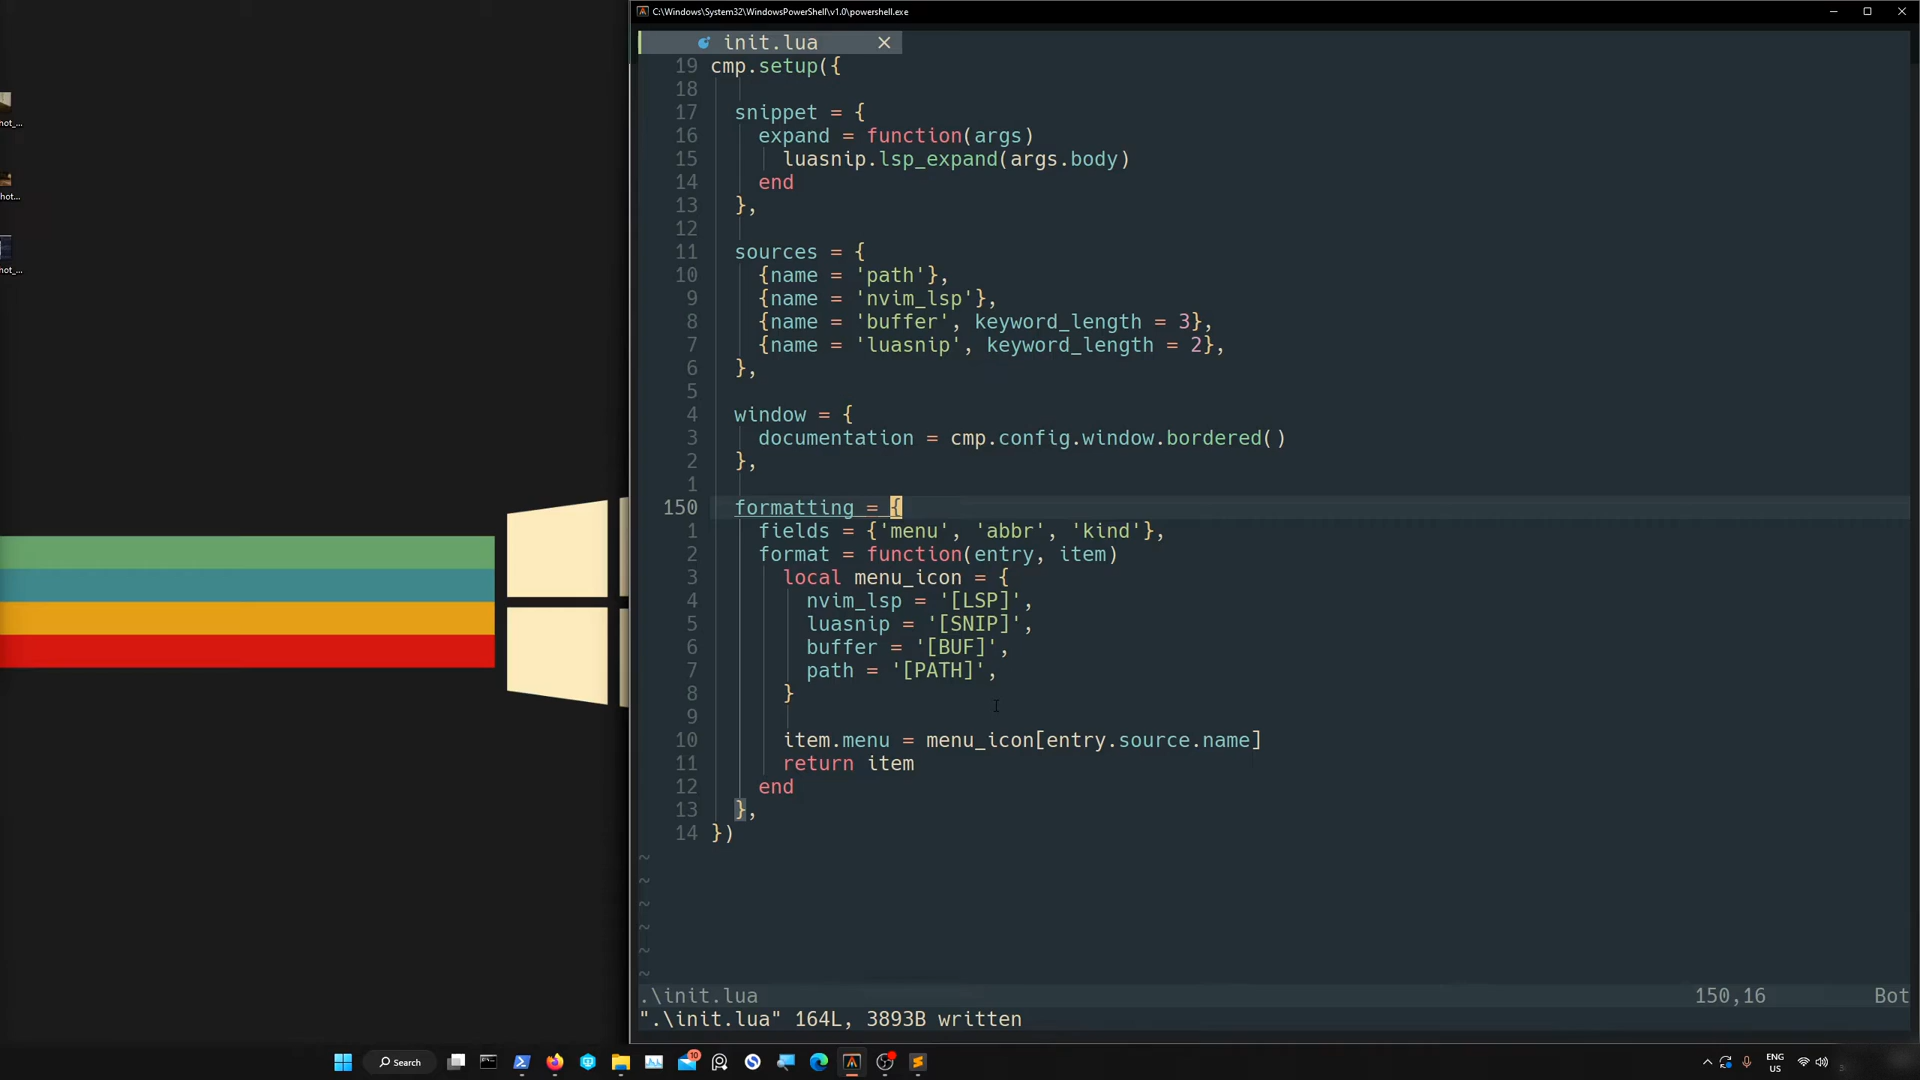 C:\Windows\System32\WindowsPowerShell\v1.0\powershell.exe
init.lua
19 cmp.setup({
18
17 snippet = {
16 expand = function(args)
15 luasnip.lsp_expand(args.body)
14 end
13 },
12
11 sources = {
10 {name = 'path'},
9 {name = 'nvim_lsp'},
8 {name = 'buffer', keyword_length = 3},
7 {name = 'luasnip', keyword_length = 2},
6 },
5
4 window = {
3 documentation = cmp.config.window.bordered()
2 },
1
150 formatting = {
1 fields = {'menu', 'abbr', 'kind'},
2 format = function(entry, item)
3 local menu_icon = {
4 nvim_lsp = '[LSP]',
5 luasnip = '[SNIP]',
6 buffer = '[BUF]',
7 path = '[PATH]',
8 }
9
10 item.menu = menu_icon[entry.source.name]
11 return item
12 end
13 },
14 })
~
~
~
~
~
~
.\init.lua 150,16 Bot
".\init.lua" 164L, 3893B written
hot_...
hot...
hot_...
Search
10
ENG
US